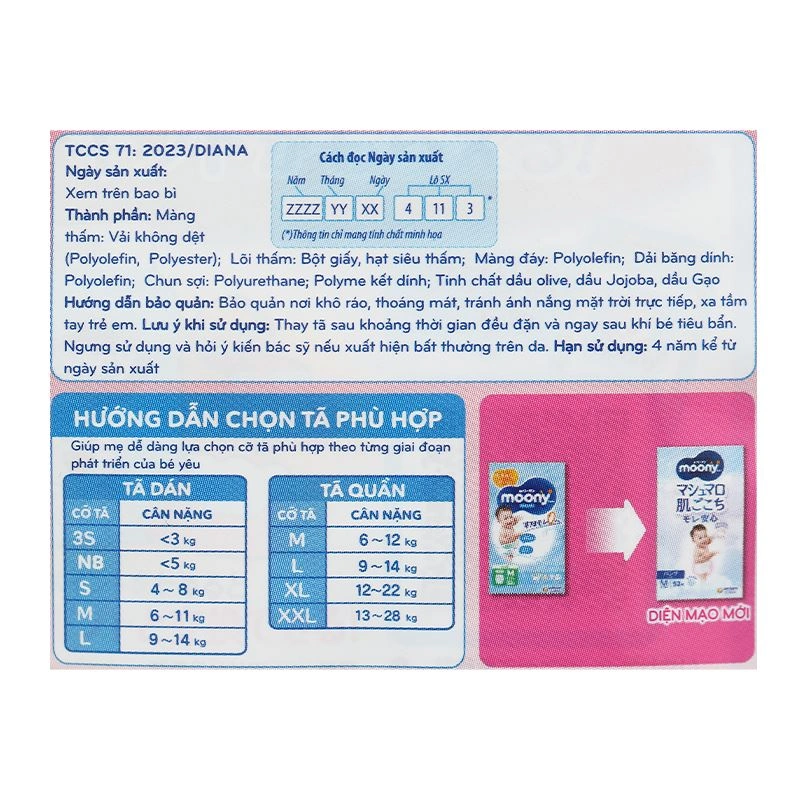 TCCS 71: 2023/DIANA
Ngày sản xuất:
Xem trên bao bì
Thành phần: Màng
thấm: Vải không dệt
(Polyolefin, Polyester); Lõi thấm: Bột giấy, hạt siêu thấm; Màng đáy: Polyolefin; Dải băng dính:
Polyolefin; Chun sợi: Polyurethane; Polyme kết dính; Tinh chất dầu olive, dầu Jojoba, dầu Gạo
Hướng dẫn bảo quản: Bảo quản nơi khô ráo, thoáng mát, tránh ánh nắng mặt trời trực tiếp, xa tầm
tay trẻ em. Lưu ý khi sử dụng: Thay tã sau khoảng thời gian đều đặn và ngay sau khi bé tiêu bẩn.
Ngưng sử dụng và hỏi ý kiến bác sỹ nếu xuất hiện bất thường trên da. Hạn sử dụng: 4 năm kể từ
ngày sản xuất
Cách đọc Ngày sản xuất
Năm Tháng Ngày Lô SX
ZZZZ YY XX 4 11 3 *
(*)Thông tin chỉ mang tính chất minh họa
HƯỚNG DẪN CHỌN TÃ PHÙ HỢP
Giúp mẹ dễ dàng lựa chọn cỡ tã phù hợp theo từng giai đoạn
phát triển của bé yêu
TÃ DÁN
CỠ TÃ CÂN NẶNG
3S <3 kg
NB <5 kg
S 4~8 kg
M 6~11 kg
L 9~14 kg
TÃ QUẦN
CỠ TÃ CÂN NẶNG
M 6~12 kg
L 9~14 kg
XL 12~22 kg
XXL 13~28 kg
moony
M
moony
マシュマロ
肌ごこち
モレ安心
パンツ
M 52
DIỆN MẠO MỚI